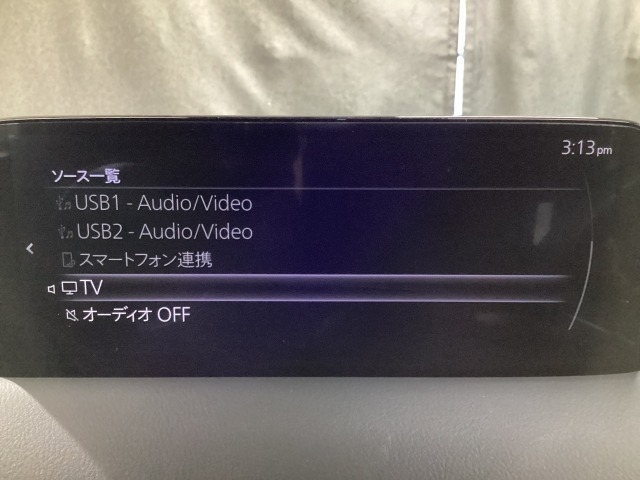 3:13pm
ソース一覧
USB1 - Audio/Video
USB2 - Audio/Video
スマートフォン連携
TV
オーディオ OFF